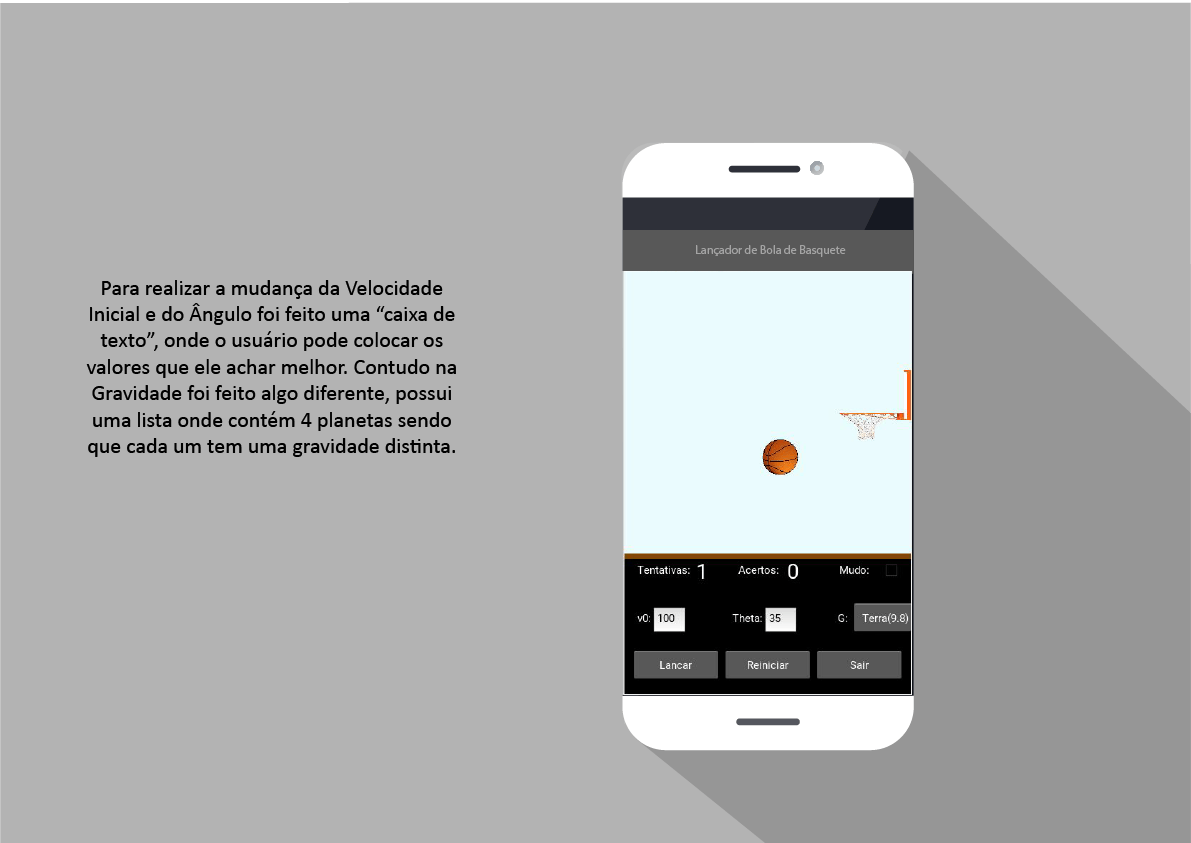 Para realizar a mudança da Velocidade
Inicial e do Ângulo foi feito uma “caixa de
texto”, onde o usuário pode colocar os
valores que ele achar melhor. Contudo na
Gravidade foi feito algo diferente, possui
uma lista onde contém 4 planetas sendo
que cada um tem uma gravidade distinta.
Lançador de Bola de Basquete
Tentativas: 1 Acertos: 0 Mudo:
v0: 100 Theta: 35 G: Terra(9.8)
Lancar Reiniciar Sair